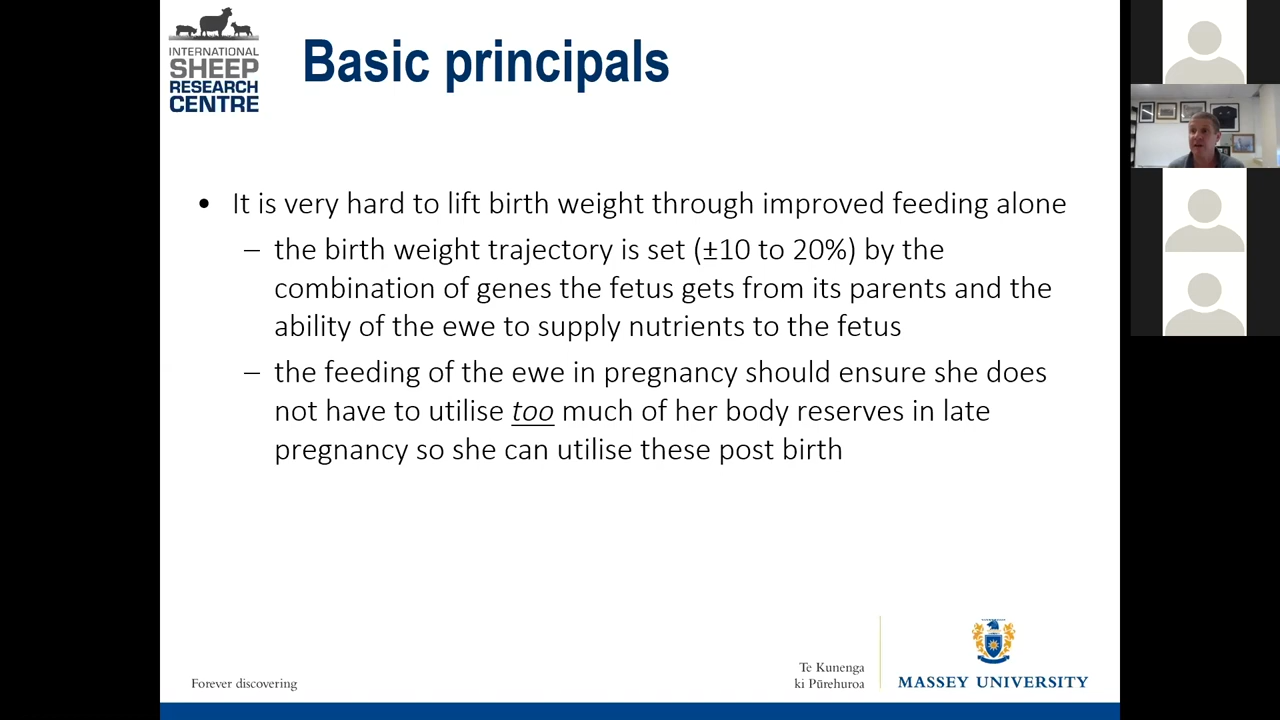 INTERNATIONAL
SHEEP
RESEARCH
CENTRE
Basic principals
• It is very hard to lift birth weight through improved feeding alone
– the birth weight trajectory is set (±10 to 20%) by the
combination of genes the fetus gets from its parents and the
ability of the ewe to supply nutrients to the fetus
– the feeding of the ewe in pregnancy should ensure she does
not have to utilise too much of her body reserves in late
pregnancy so she can utilise these post birth
Forever discovering
Te Kunenga
ki Pūrehuroa
MASSEY UNIVERSITY